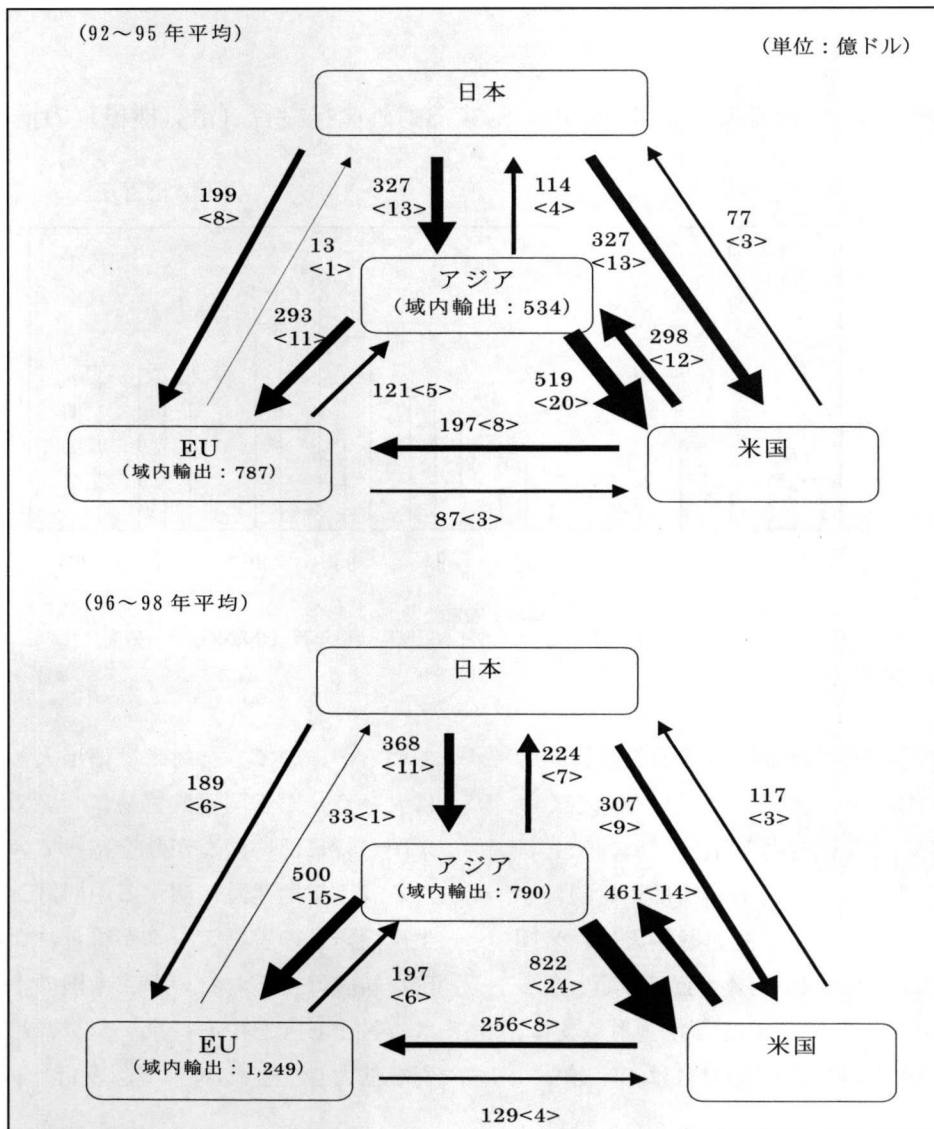 (92～95 年平均)
(単位：億ドル)
日本
199
<8>
327
<13>
114
<4>
77
<3>
13
<1>
327
<13>
アジア
(域内輸出：534)
293
<11>
298
<12>
519
<20>
121<5>
197<8>
EU
(域内輸出：787)
米国
87<3>
(96～98 年平均)
日本
368
<11>
224
<7>
189
<6>
307
<9>
117
<3>
33<1>
アジア
(域内輸出：790)
500
<15>
461<14>
197
<6>
822
<24>
256<8>
EU
(域内輸出：1,249)
米国
129<4>